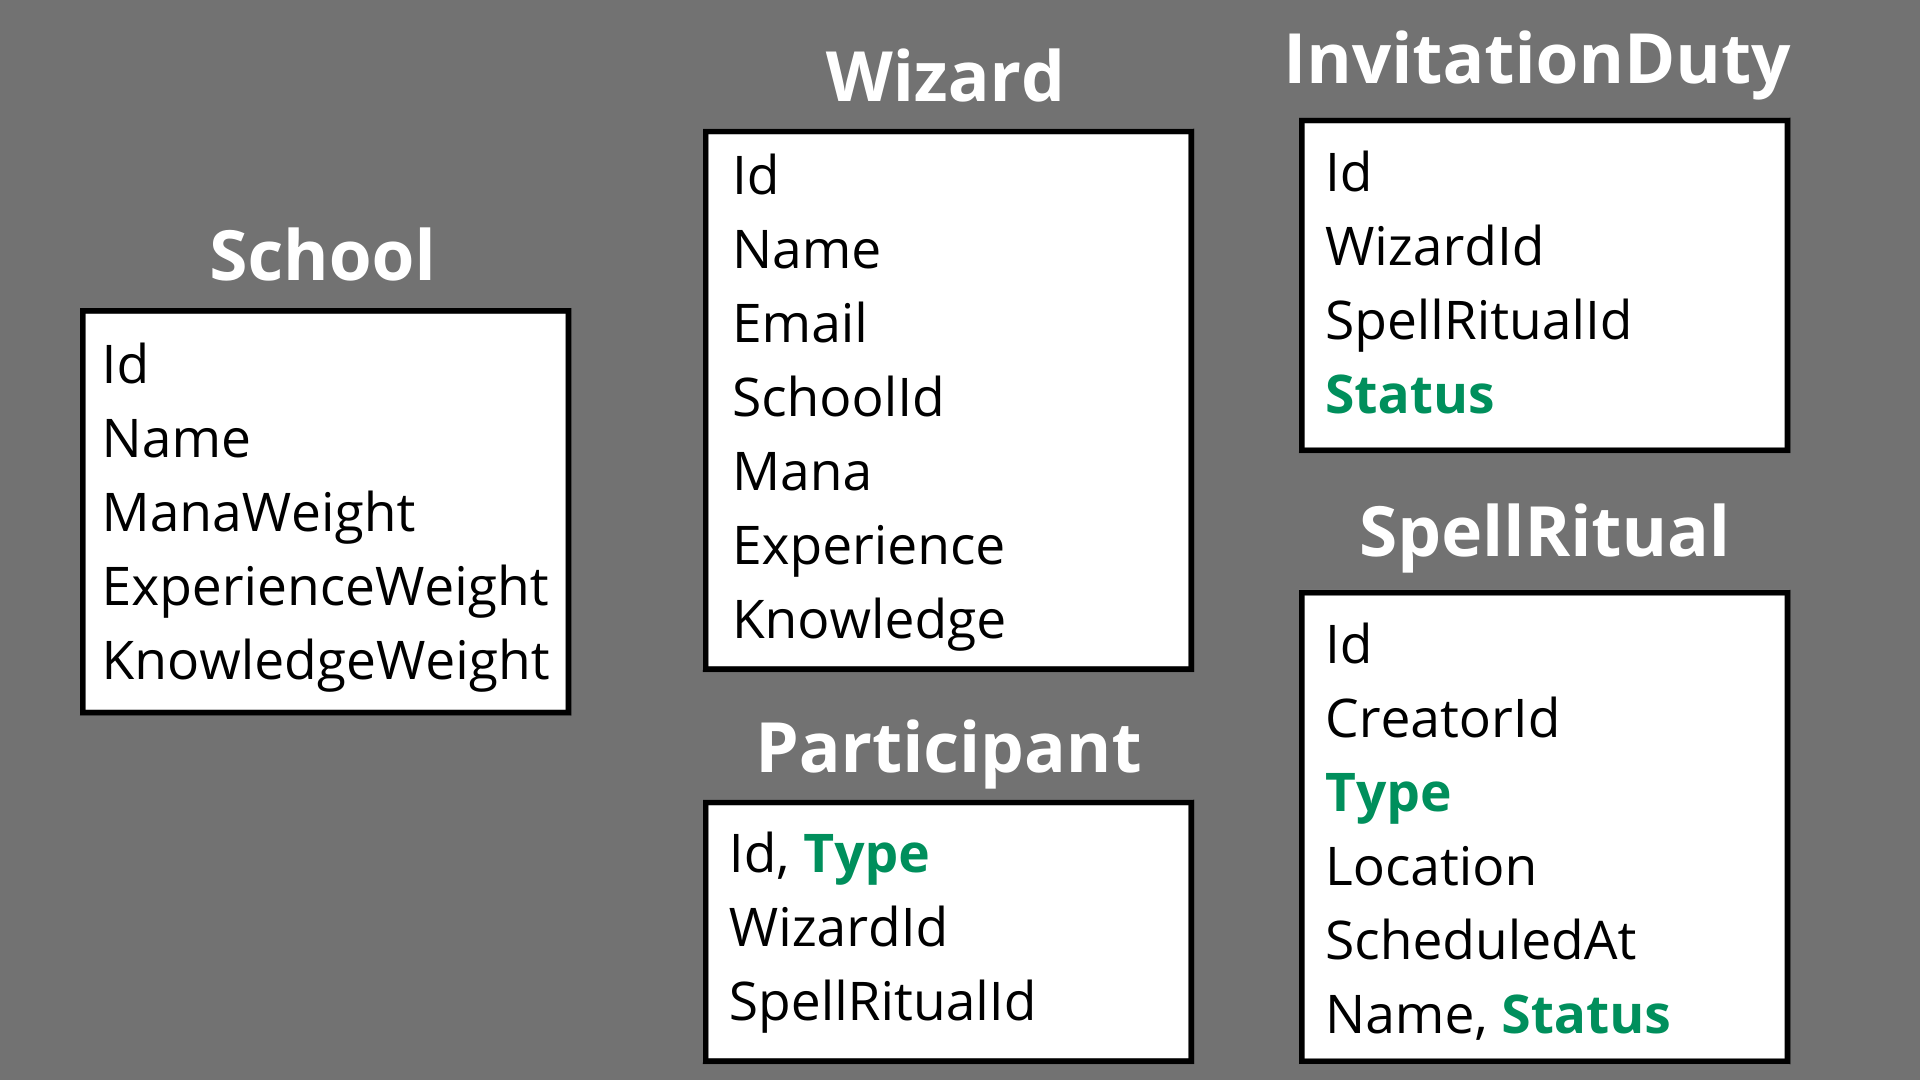 School
Id
Name
ManaWeight
ExperienceWeight
KnowledgeWeight
Wizard
Id
Name
Email
SchoolId
Mana
Experience
Knowledge
Participant
Id, Type
WizardId
SpellRitualId
InvitationDuty
Id
WizardId
SpellRitualId
Status
SpellRitual
Id
CreatorId
Type
Location
ScheduledAt
Name, Status